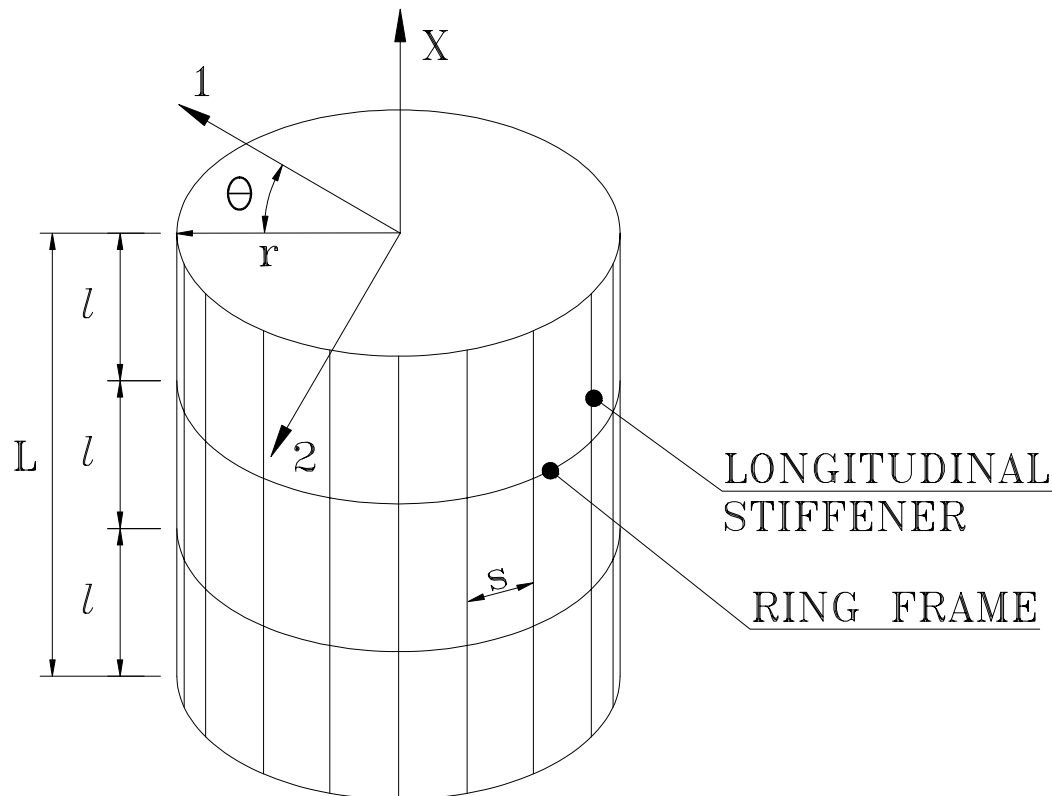 X
1
θ
r
l
2
L
l
LONGITUDINAL
STIFFENER
s
l
RING FRAME